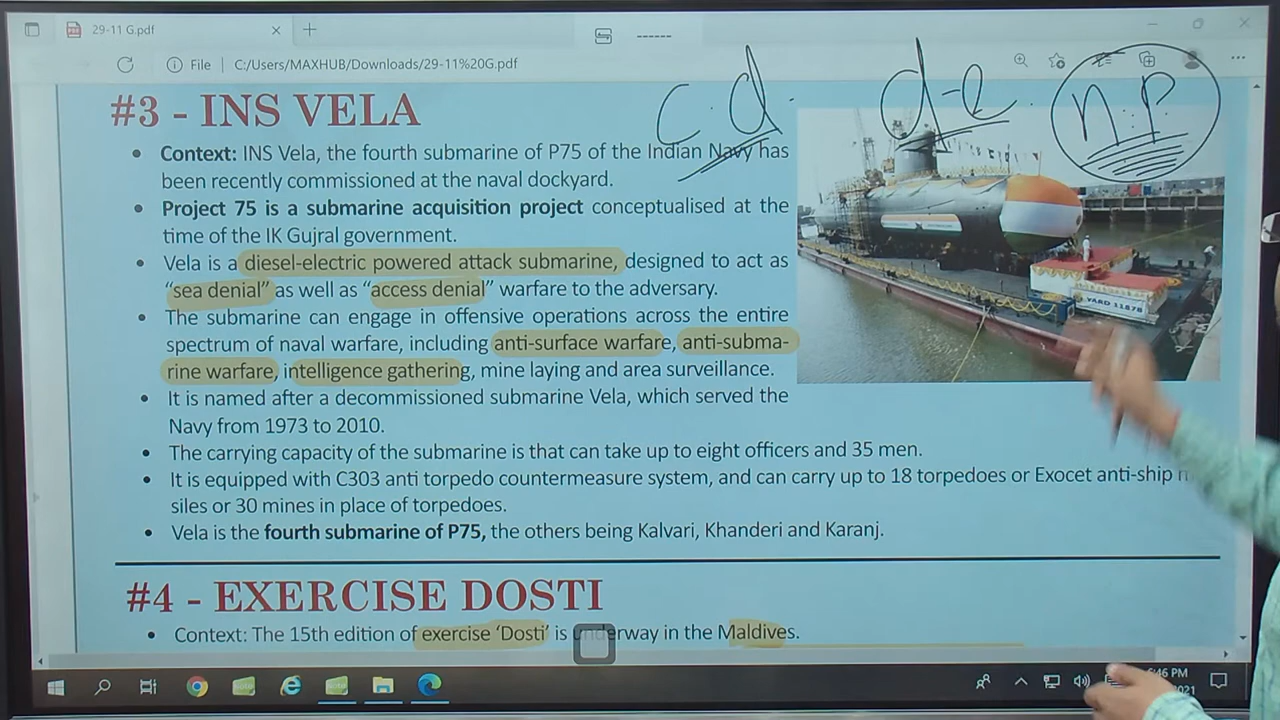 29-11 G.pdf
File | C:/Users/MAXHUB/Downloads/29-11%20G.pdf
c.d. d-e. n.p.
#3 - INS VELA
• Context: INS Vela, the fourth submarine of P75 of the Indian Navy has
been recently commissioned at the naval dockyard.
• Project 75 is a submarine acquisition project conceptualised at the
time of the IK Gujral government.
• Vela is a diesel-electric powered attack submarine, designed to act as
“sea denial” as well as “access denial” warfare to the adversary.
• The submarine can engage in offensive operations across the entire
spectrum of naval warfare, including anti-surface warfare, anti-subma-
rine warfare, intelligence gathering, mine laying and area surveillance.
YARD 11878
• It is named after a decommissioned submarine Vela, which served the
Navy from 1973 to 2010.
• The carrying capacity of the submarine is that can take up to eight officers and 35 men.
• It is equipped with C303 anti torpedo countermeasure system, and can carry up to 18 torpedoes or Exocet anti-ship
siles or 30 mines in place of torpedoes.
• Vela is the fourth submarine of P75, the others being Kalvari, Khanderi and Karanj.
#4 - EXERCISE DOSTI
• Context: The 15th edition of exercise ‘Dosti’ is underway in the Maldives.
:46 PM
2021